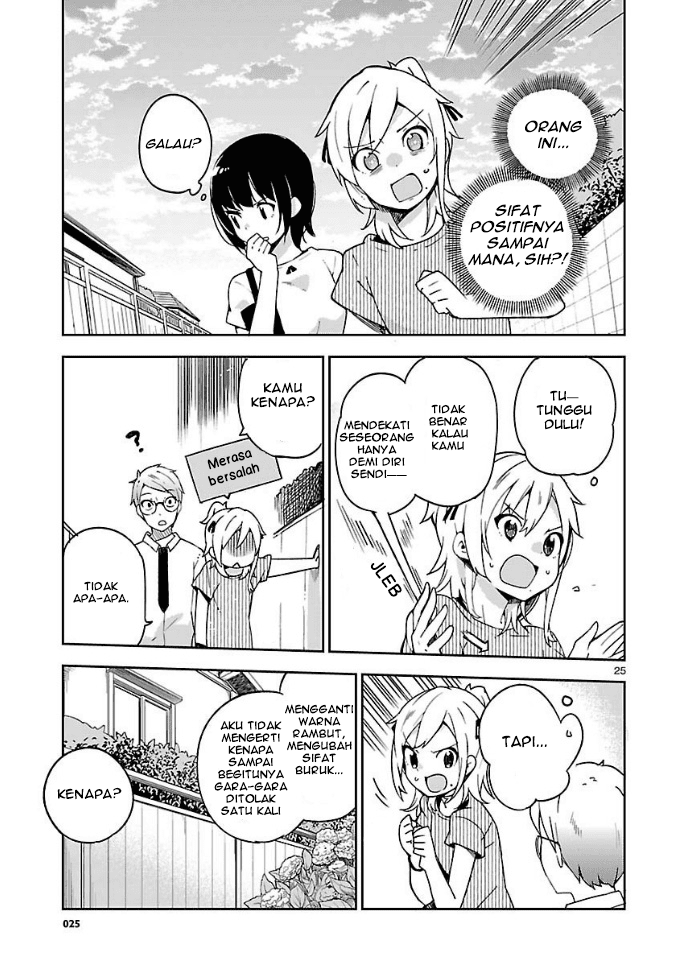 ORANG
INI...
SIFAT
POSITIFNYA
SAMPAI
MANA, SIH?!
GALAU?
TU—
TUNGGU
DULU!
TIDAK
BENAR
KALAU
KAMU
MENDEKATI
SESEORANG
HANYA
DEMI DIRI
SENDI——
JLEB
KAMU
KENAPA?
Merasa
bersalah
?
TIDAK
APA-APA.
25
TAPI...
MENGGANTI
WARNA
RAMBUT,
MENGUBAH
SIFAT
BURUK...
AKU TIDAK
MENGERTI
KENAPA
SAMPAI
BEGITUNYA
GARA-GARA
DITOLAK
SATU KALI
KENAPA?
025